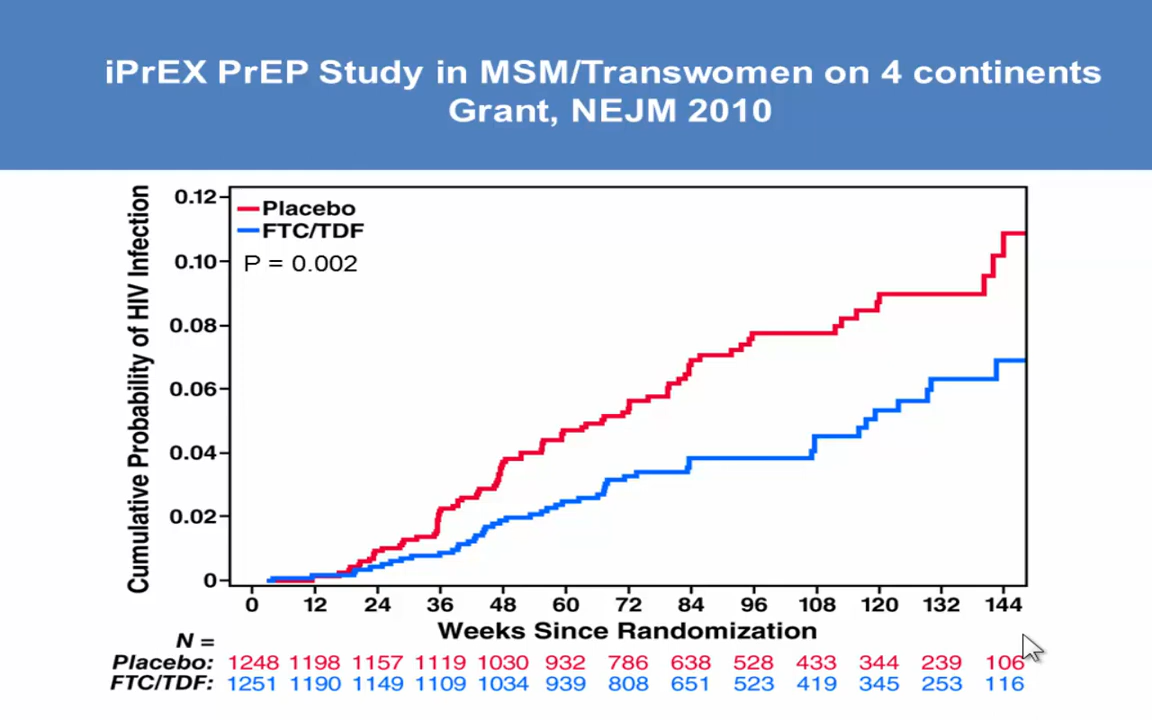 iPrEX PrEP Study in MSM/Transwomen on 4 continents
Grant, NEJM 2010
Cumulative Probability of HIV Infection
0.12
0.10
0.08
0.06
0.04
0.02
0
Placebo
FTC/TDF
P = 0.002
0 12 24 36 48 60 72 84 96 108 120 132 144
Weeks Since Randomization
N =
Placebo: 1248 1198 1157 1119 1030 932 786 638 528 433 344 239 106
FTC/TDF: 1251 1190 1149 1109 1034 939 808 651 523 419 345 253 116